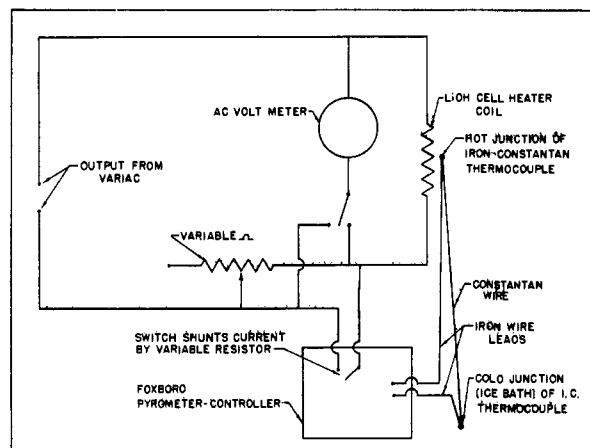 LiOH CELL HEATER
COIL
AC VOLT METER
HOT JUNCTION OF
IRON-CONSTANTAN
THERMOCOUPLE
OUTPUT FROM
VARIAC
VARIABLE Ω
CONSTANTAN
WIRE
SWITCH SHUNTS CURRENT
BY VARIABLE RESISTOR
IRON WIRE
LEADS
FOXBORO
PYROMETER-CONTROLLER
COLD JUNCTION
(ICE BATH) OF I.C.
THERMOCOUPLE